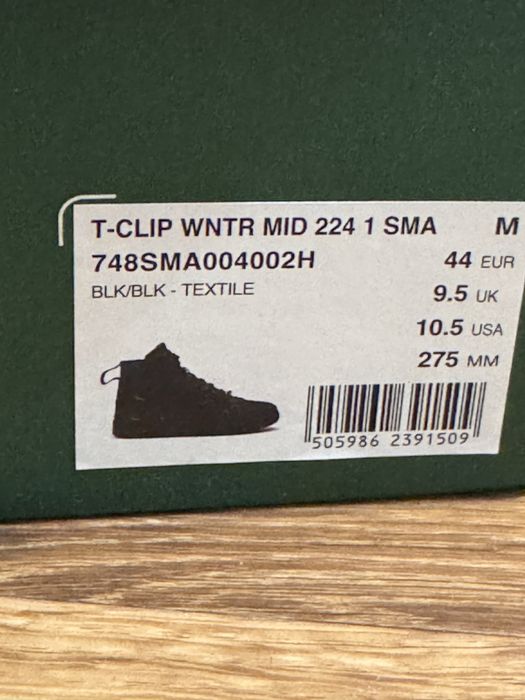 T-CLIP WNTR MID 224 1 SMA M
748SMA004002H 44 EUR
BLK/BLK - TEXTILE 9.5 UK
10.5 USA
275 MM
505986 2391509